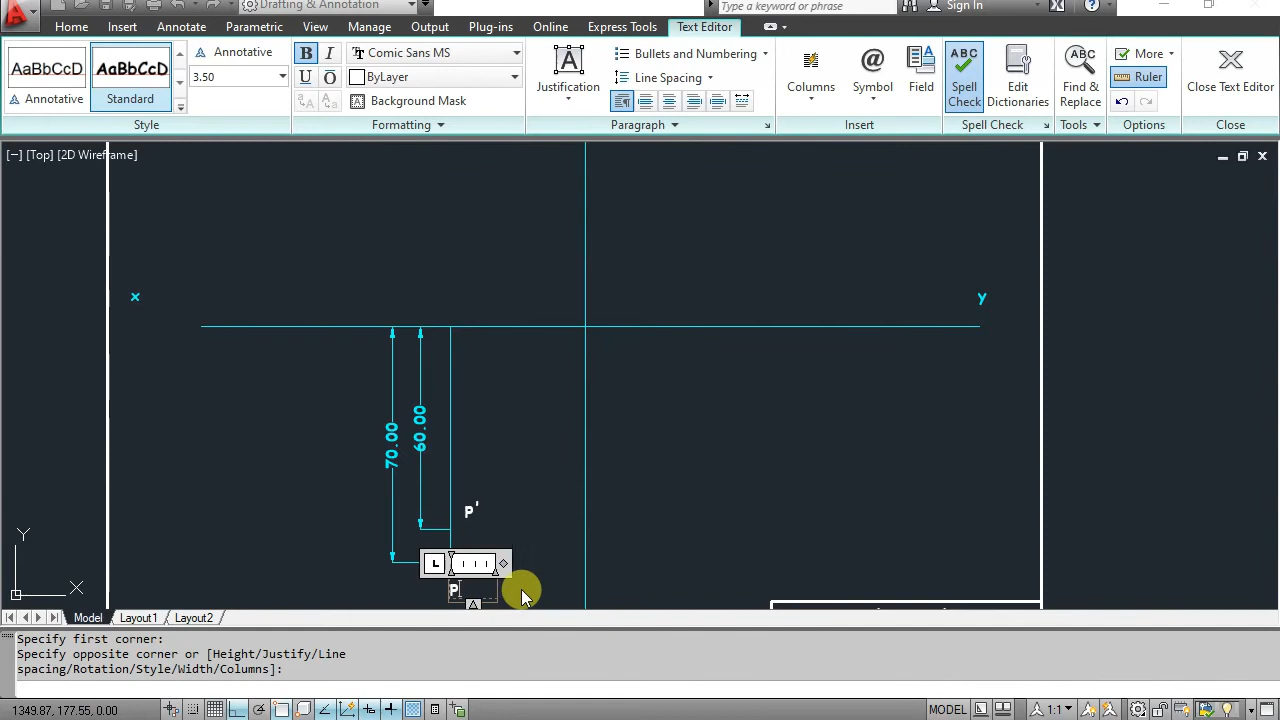 Drafting & Annotation
Type a keyword or phrase
Sign In
Home
Insert
Annotate
Parametric
View
Manage
Output
Plug-ins
Online
Express Tools
Text Editor
AaBbCcD
AaBbCcD
Annotative
3.50
Annotative
Standard
Style
B
I
Comic Sans MS
U
O
ByLayer
Background Mask
Formatting
A
Justification
Bullets and Numbering
Line Spacing
Paragraph
Columns
@
Symbol
Field
Insert
ABC
Spell
Check
Edit
Dictionaries
Spell Check
Find &
Replace
Tools
More
Ruler
Options
Close Text Editor
Close
[−] [Top] [2D Wireframe]
x
y
70.00
60.00
P'
L
P
Y
X
Model
Layout1
Layout2
Specify first corner:
Specify opposite corner or [Height/Justify/Line
spacing/Rotation/Style/Width/Columns]:
1349.87, 177.55, 0.00
MODEL
1:1